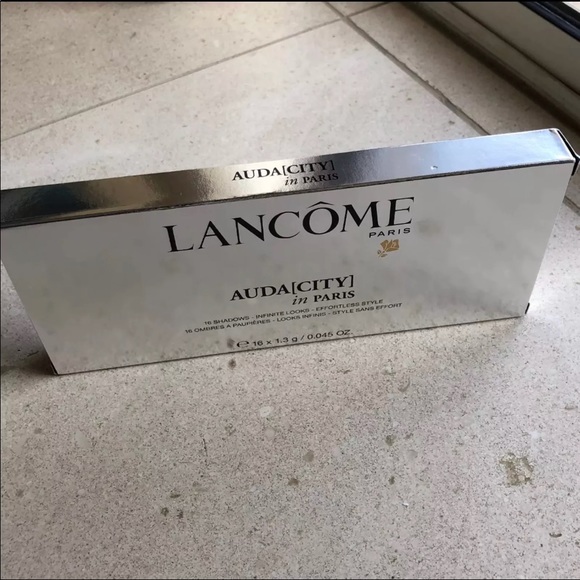 AUDA[CITY]
in PARIS
LANCÔME
PARIS
AUDA[CITY]
in PARIS
16 SHADOWS - INFINITE LOOKS - EFFORTLESS STYLE
16 OMBRES A PAUPIÈRES - LOOKS INFINIS - STYLE SANS EFFORT
℮ 16 x 1.3 g / 0.045 OZ.